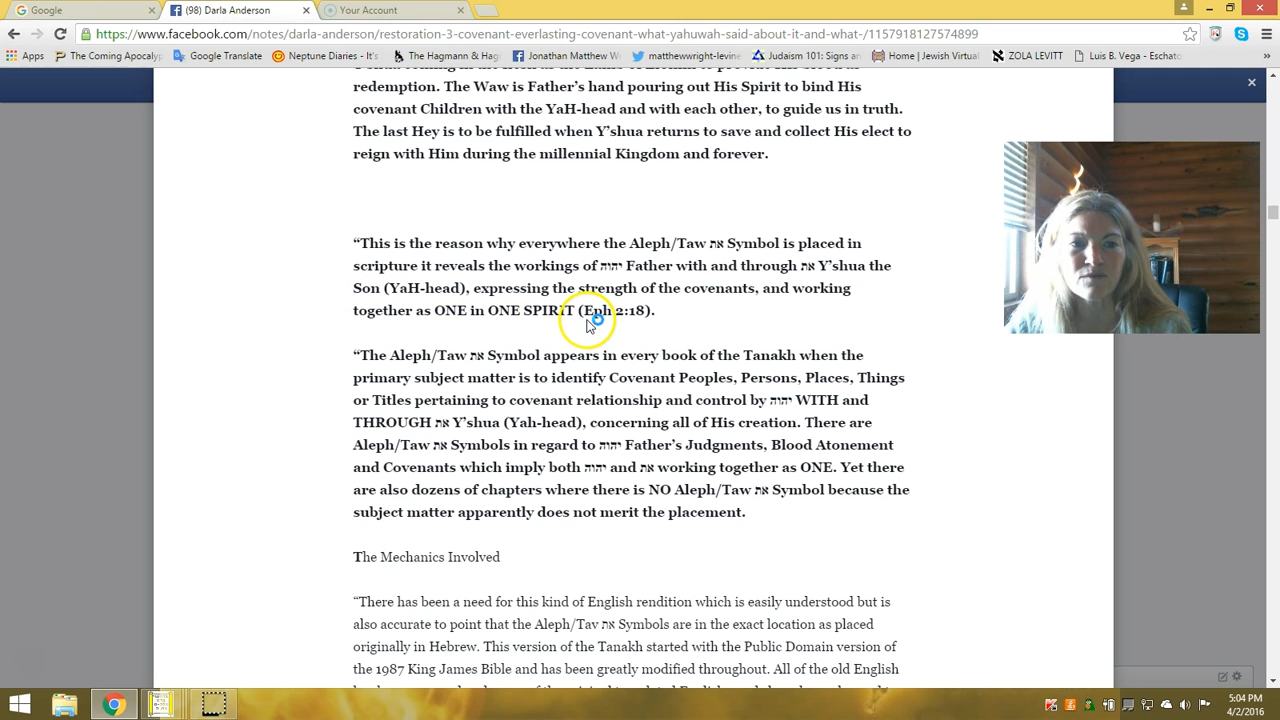 Google
(98) Darla Anderson
Your Account
https://www.facebook.com/notes/darla-anderson/restoration-3-covenant-everlasting-covenant-what-yahuwah-said-about-it-and-what-/1157918127574899
Apps
The Coming Apocalyp
Google Translate
Neptune Diaries - It's
The Hagmann & Hag
Jonathan Matthew W
matthewwright-levine
Judaism 101: Signs an
Home | Jewish Virtual
ZOLA LEVITT
Luis B. Vega - Eschato
redemption. The Waw is Father's hand pouring out His Spirit to bind His
covenant Children with the YaH-head and with each other, to guide us in truth.
The last Hey is to be fulfilled when Y'shua returns to save and collect His elect to
reign with Him during the millennial Kingdom and forever.
“This is the reason why everywhere the Aleph/Taw את Symbol is placed in
scripture it reveals the workings of יהוה Father with and through את Y'shua the
Son (YaH-head), expressing the strength of the covenants, and working
together as ONE in ONE SPIRIT (Eph 2:18).
“The Aleph/Taw את Symbol appears in every book of the Tanakh when the
primary subject matter is to identify Covenant Peoples, Persons, Places, Things
or Titles pertaining to covenant relationship and control by יהוה WITH and
THROUGH את Y'shua (Yah-head), concerning all of His creation. There are
Aleph/Taw את Symbols in regard to יהוה Father's Judgments, Blood Atonement
and Covenants which imply both יהוה and את working together as ONE. Yet there
are also dozens of chapters where there is NO Aleph/Taw את Symbol because the
subject matter apparently does not merit the placement.
The Mechanics Involved
“There has been a need for this kind of English rendition which is easily understood but is
also accurate to point that the Aleph/Tav את Symbols are in the exact location as placed
originally in Hebrew. This version of the Tanakh started with the Public Domain version of
the 1987 King James Bible and has been greatly modified throughout. All of the old English
5:04 PM
4/2/2016